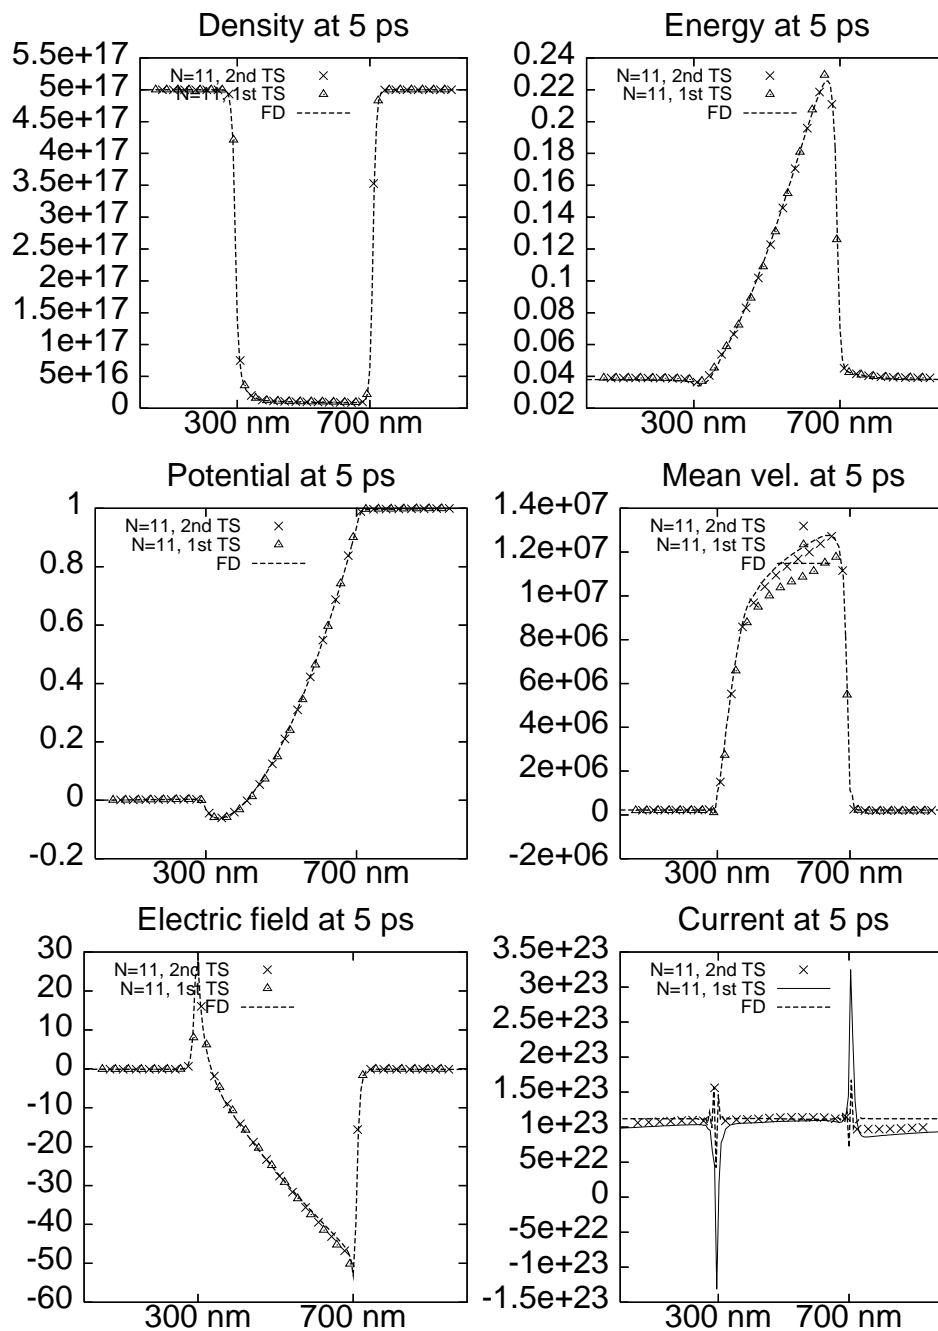 Density at 5 ps
5.5e+17
5e+17
4.5e+17
4e+17
3.5e+17
3e+17
2.5e+17
2e+17
1.5e+17
1e+17
5e+16
0
N=11, 2nd TS
N=11, 1st TS
FD
300 nm 700 nm
Energy at 5 ps
0.24
0.22
0.2
0.18
0.16
0.14
0.12
0.1
0.08
0.06
0.04
0.02
N=11, 2nd TS
N=11, 1st TS
FD
300 nm 700 nm
Potential at 5 ps
1
0.8
0.6
0.4
0.2
0
-0.2
N=11, 2nd TS
N=11, 1st TS
FD
300 nm 700 nm
Mean vel. at 5 ps
1.4e+07
1.2e+07
1e+07
8e+06
6e+06
4e+06
2e+06
0
-2e+06
N=11, 2nd TS
N=11, 1st TS
FD
300 nm 700 nm
Electric field at 5 ps
30
20
10
0
-10
-20
-30
-40
-50
-60
N=11, 2nd TS
N=11, 1st TS
FD
300 nm 700 nm
Current at 5 ps
3.5e+23
3e+23
2.5e+23
2e+23
1.5e+23
1e+23
5e+22
0
-5e+22
-1e+23
-1.5e+23
N=11, 2nd TS
N=11, 1st TS
FD
300 nm 700 nm